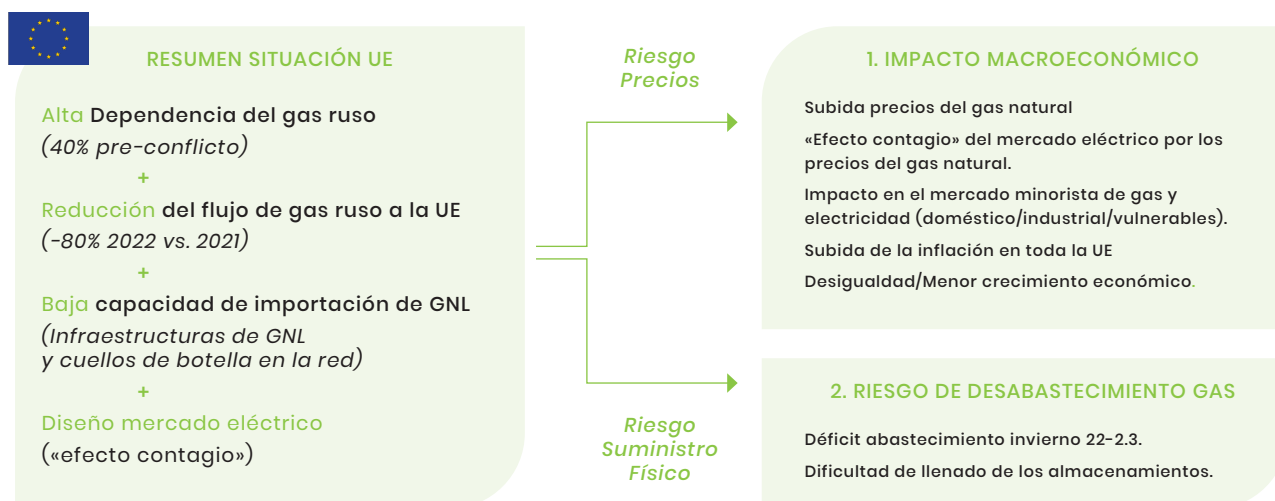 RESUMEN SITUACIÓN UE
Alta Dependencia del gas ruso
(40% pre-conflicto)
+
Reducción del flujo de gas ruso a la UE
(-80% 2022 vs. 2021)
+
Baja capacidad de importación de GNL
(Infraestructuras de GNL
y cuellos de botella en la red)
+
Diseño mercado eléctrico
(«efecto contagio»)
Riesgo
Precios
1. IMPACTO MACROECONÓMICO
Subida precios del gas natural
«Efecto contagio» del mercado eléctrico por los
precios del gas natural.
Impacto en el mercado minorista de gas y
electricidad (doméstico/industrial/vulnerables).
Subida de la inflación en toda la UE
Desigualdad/Menor crecimiento económico.
Riesgo
Suministro
Físico
2. RIESGO DE DESABASTECIMIENTO GAS
Déficit abastecimiento invierno 22-2.3.
Dificultad de llenado de los almacenamientos.